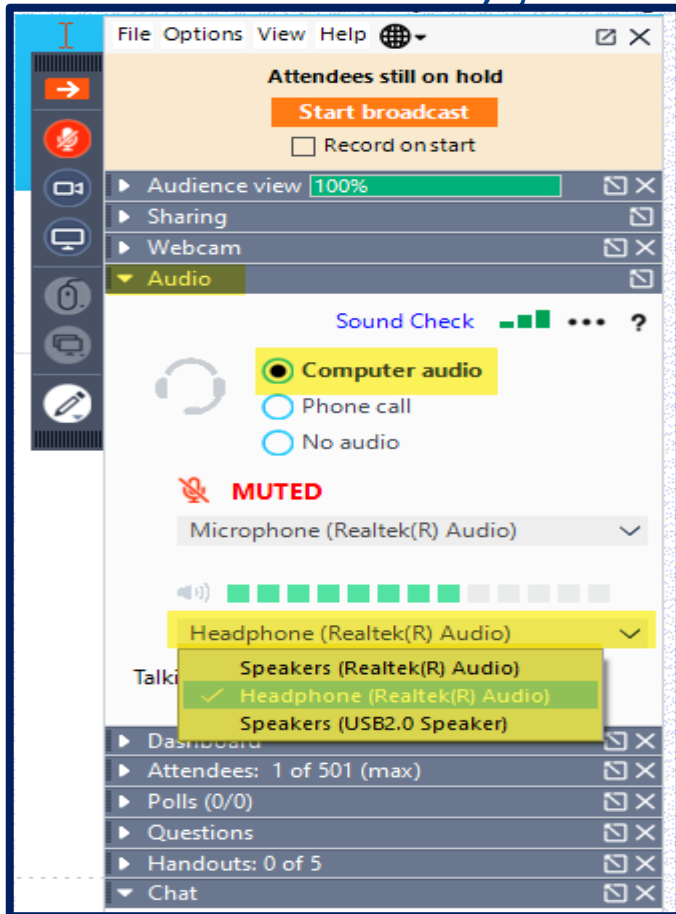 File Options View Help
Attendees still on hold
Start broadcast
Record on start
Audience view 100%
Sharing
Webcam
Audio
Sound Check ?
Computer audio
Phone call
No audio
MUTED
Microphone (Realtek(R) Audio)
Headphone (Realtek(R) Audio)
Speakers (Realtek(R) Audio)
Talki
Headphone (Realtek(R) Audio)
Speakers (USB2.0 Speaker)
Dashboard
Attendees: 1 of 501 (max)
Polls (0/0)
Questions
Handouts: 0 of 5
Chat